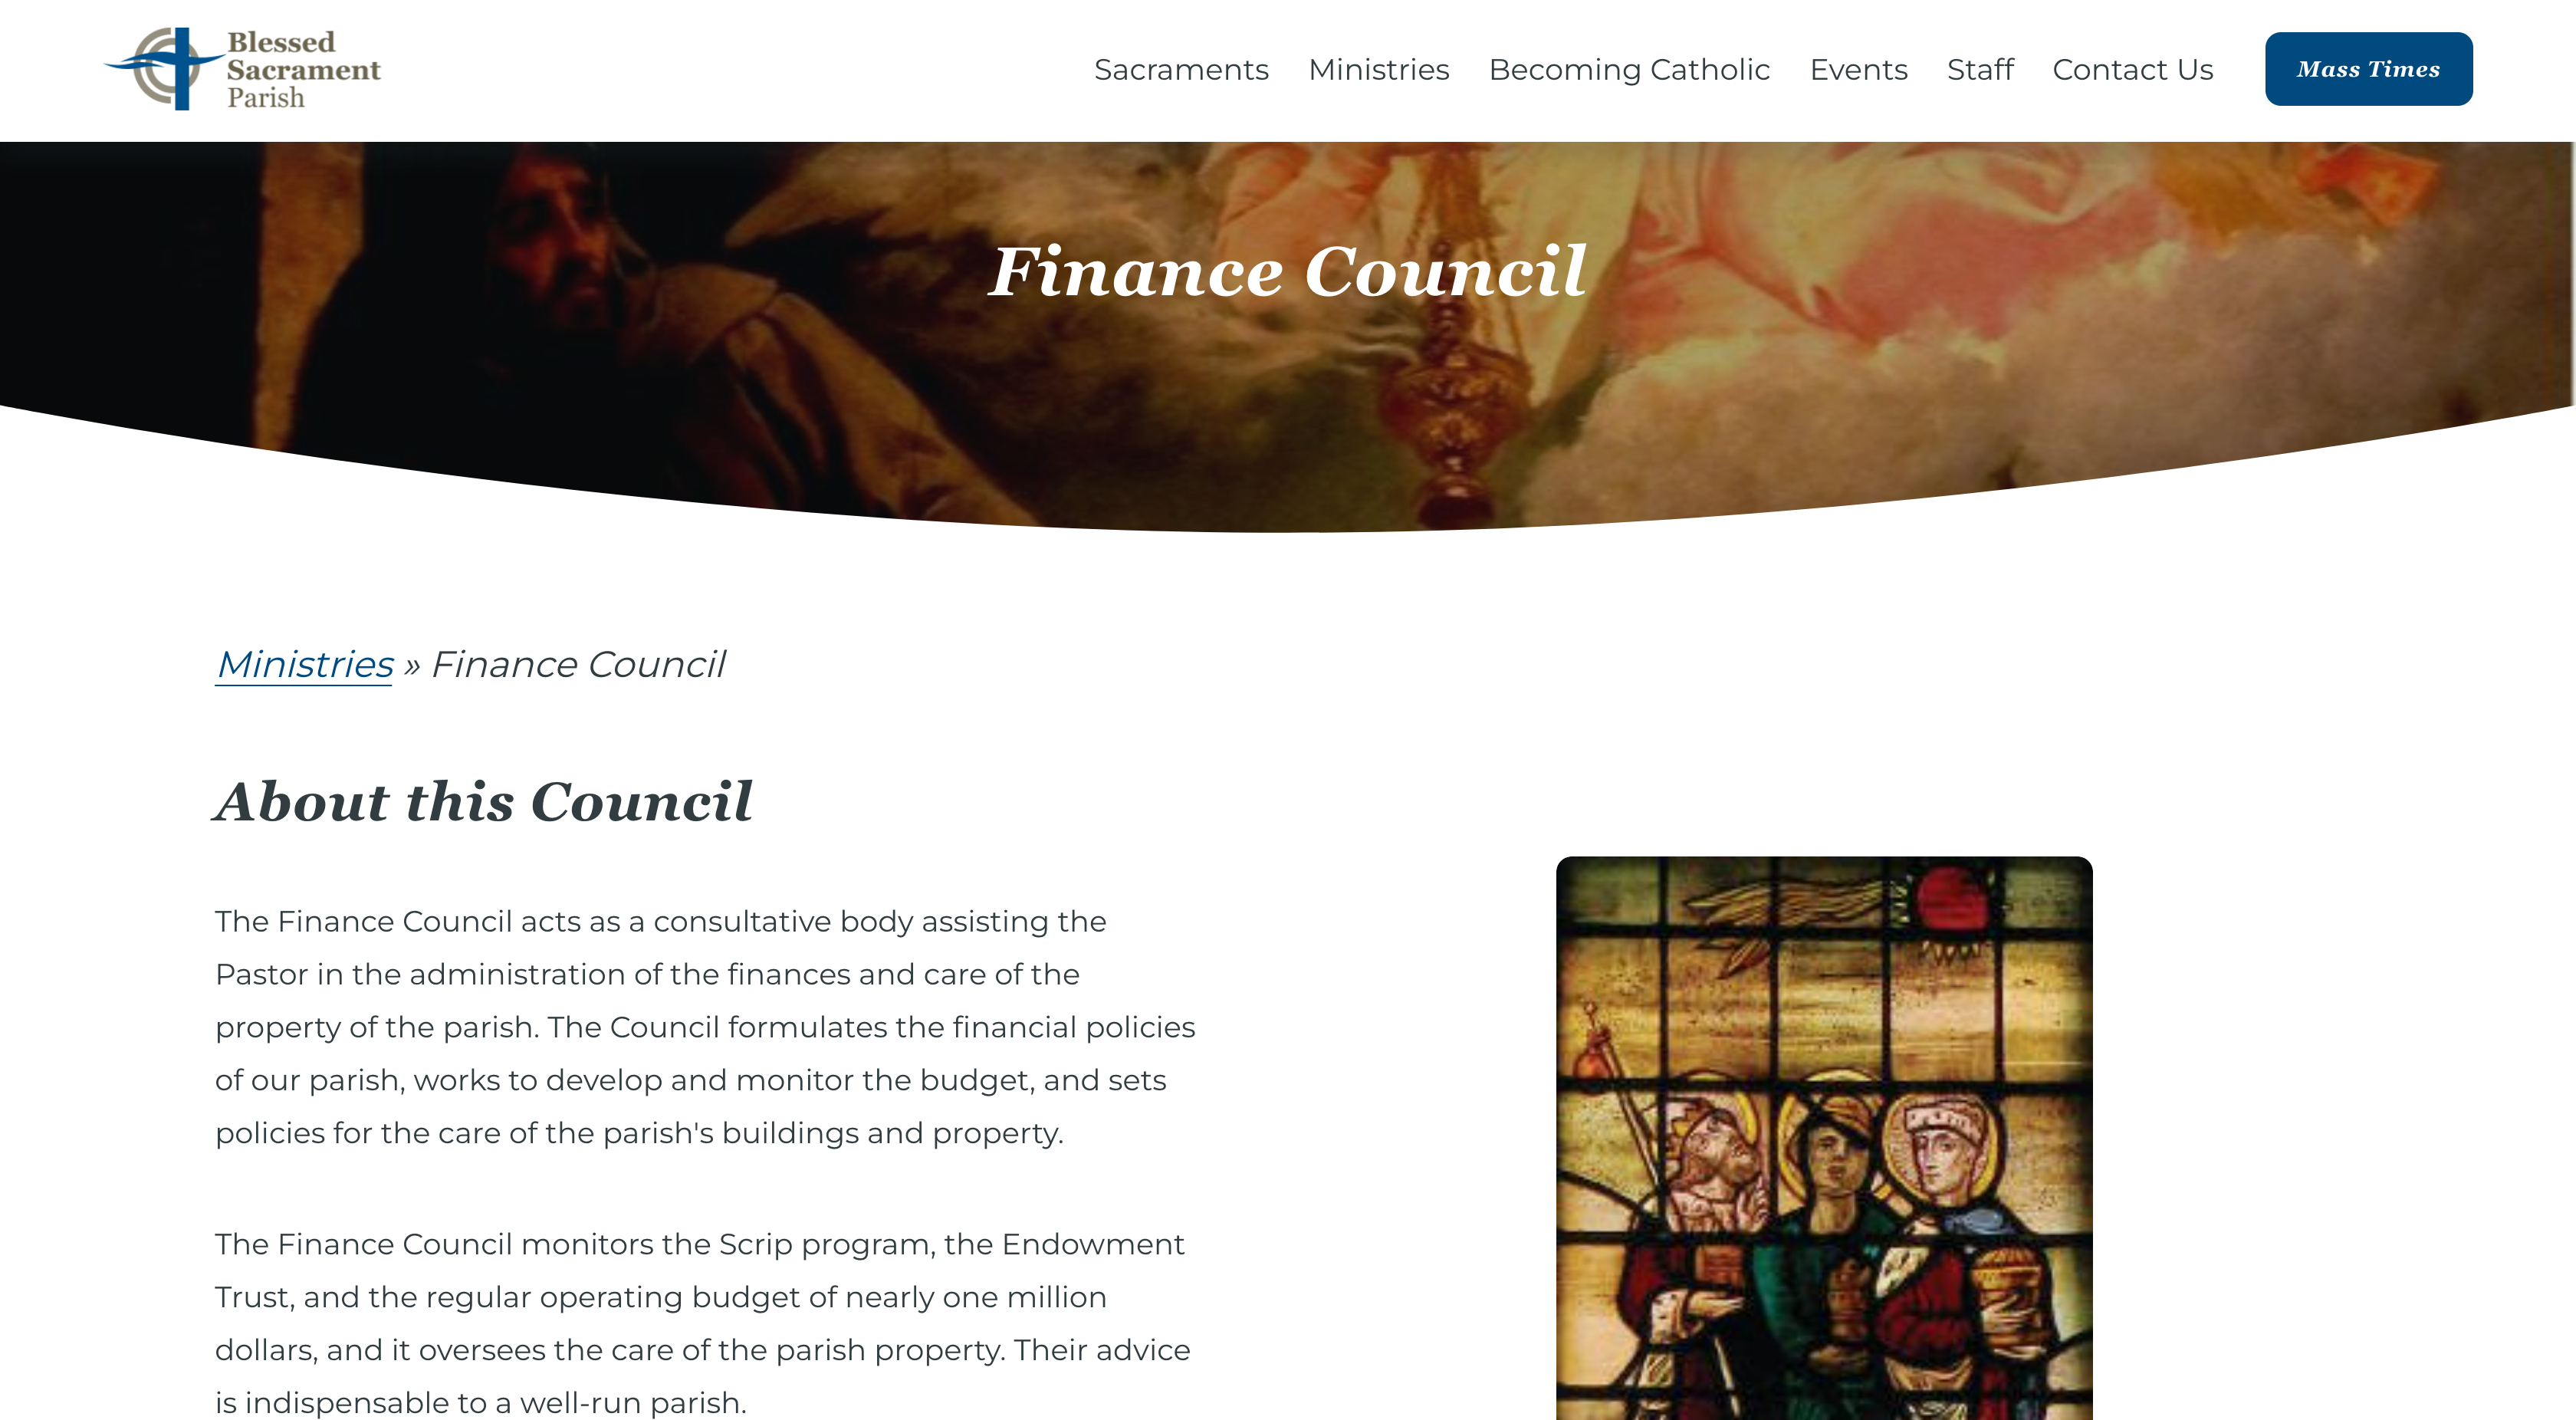 Blessed
Sacrament
Parish
Sacraments Ministries Becoming Catholic Events Staff Contact Us Mass Times
Finance Council
Ministries » Finance Council
About this Council
The Finance Council acts as a consultative body assisting the
Pastor in the administration of the finances and care of the
property of the parish. The Council formulates the financial policies
of our parish, works to develop and monitor the budget, and sets
policies for the care of the parish's buildings and property.
The Finance Council monitors the Scrip program, the Endowment
Trust, and the regular operating budget of nearly one million
dollars, and it oversees the care of the parish property. Their advice
is indispensable to a well-run parish.